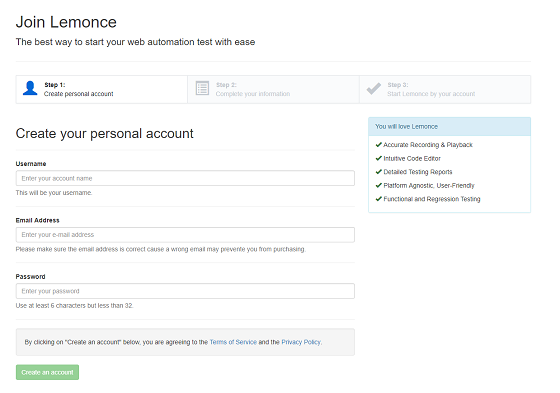 Join Lemonce
The best way to start your web automation test with ease
Step 1:
Create personal account
Step 2:
Complete your information
Step 3:
Start Lemonce by your account
Create your personal account
Username
Enter your account name
This will be your username.
Email Address
Enter your e-mail address
Please make sure the email address is correct cause a wrong email may prevente you from purchasing.
Password
Enter your password
Use at least 6 characters but less than 32.
By clicking on "Create an account" below, you are agreeing to the Terms of Service and the Privacy Policy.
Create an account
You will love Lemonce
Accurate Recording & Playback
Intuitive Code Editor
Detailed Testing Reports
Platform Agnostic, User-Friendly
Functional and Regression Testing